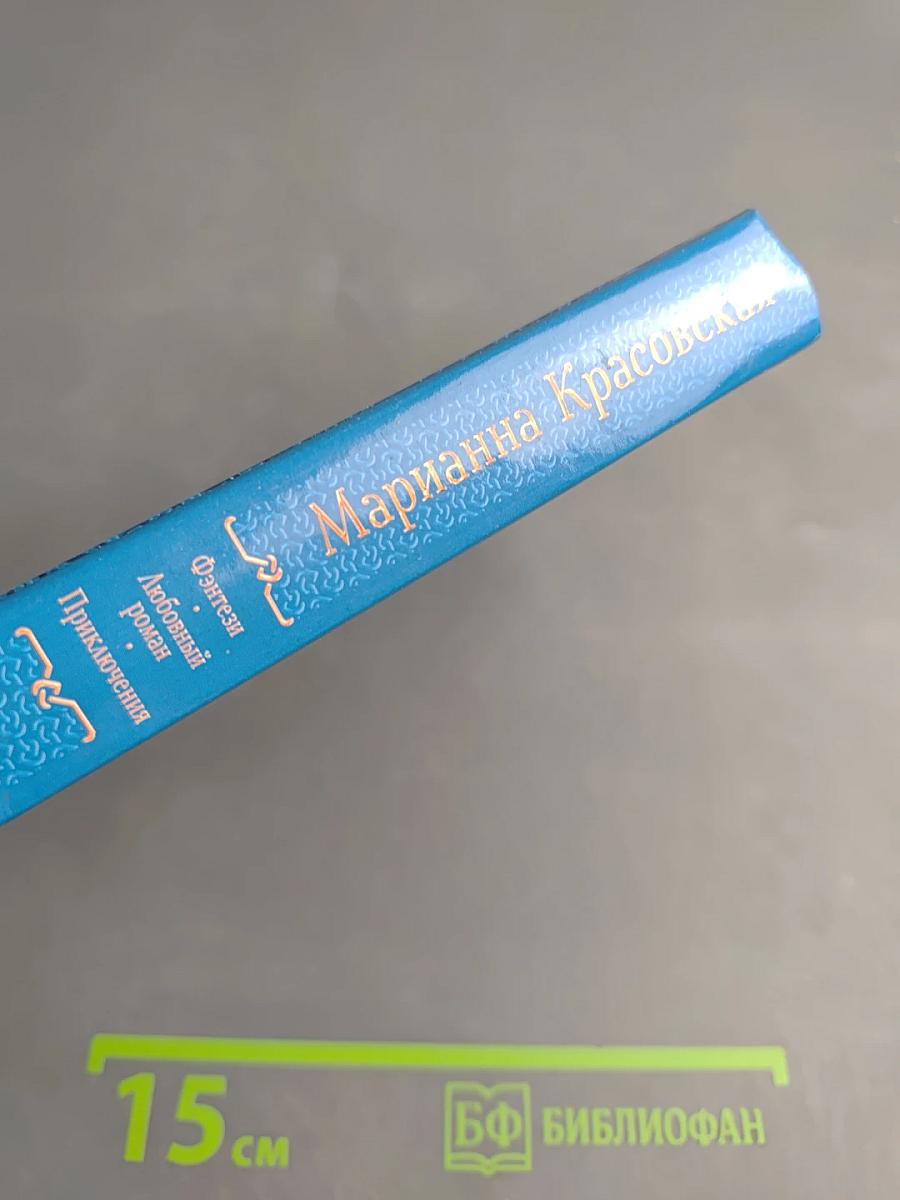 Марианна Красовская
Фэнтези
•
Любовный
роман
•
Приключения
15 см
БФ БИБЛИОФАН